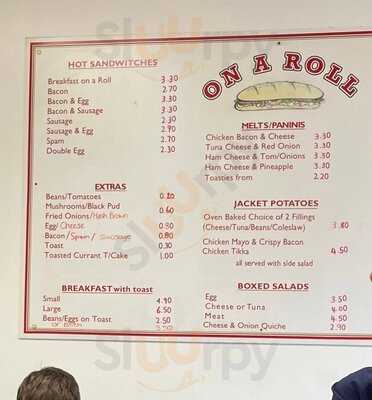 HOT SANDWITCHES
Breakfast on a Roll 3.30
Bacon 2.70
Bacon & Egg 3.30
Bacon & Sausage 3.30
Sausage 2.30
Sausage & Egg 2.90
Spam 2.70
Double Egg 2.30
EXTRAS
Beans/Tomatoes 0.80
Mushrooms/Black Pud
Fried Onions/Hash Brown 0.60
Egg/Cheese 0.80
Bacon/Spam/Sausage 0.80
Toast 0.30
Toasted Currant T/Cake 1.00
BREAKFAST with toast
Small 4.90
Large 6.50
Beans/Eggs on Toast 2.50
or Both 3.50
ON A ROLL
MELTS/PANINIS
Chicken Bacon & Cheese 3.30
Tuna Cheese & Red Onion 3.30
Ham Cheese & Tom/Onions 3.30
Ham Cheese & Pineapple 3.30
Toasties from 2.20
JACKET POTATOES
Oven Baked Choice of 2 Fillings
(Cheese/Tuna/Beans/Coleslaw) 3.80
Chicken Mayo & Crispy Bacon
Chicken Tikka 4.50
all served with side salad
BOXED SALADS
Egg 3.50
Cheese or Tuna 4.00
Meat 4.50
Cheese & Onion Quiche 2.90
Sluurpy